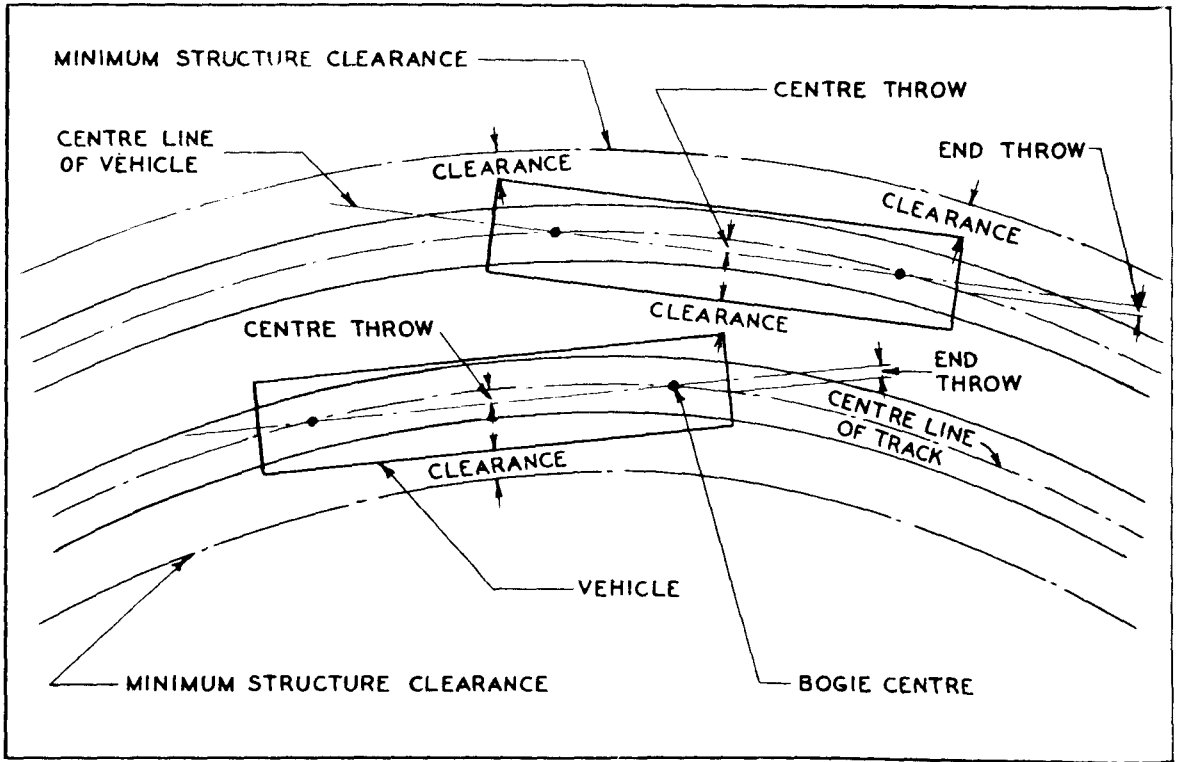 MINIMUM STRUCTURE CLEARANCE
CENTRE THROW
CENTRE LINE
OF VEHICLE
END THROW
CLEARANCE
CLEARANCE
CLEARANCE
CENTRE THROW
END
THROW
CENTRE LINE
OF TRACK
CLEARANCE
VEHICLE
MINIMUM STRUCTURE CLEARANCE
BOGIE CENTRE